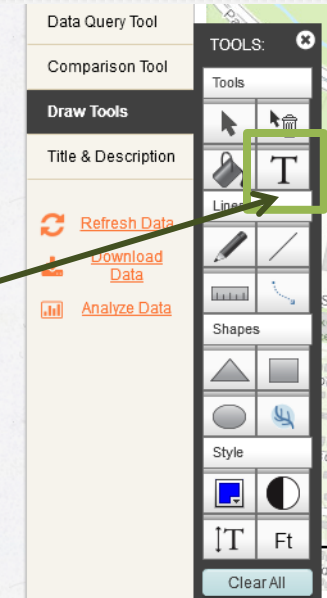 Data Query Tool
Comparison Tool
Draw Tools
Title & Description
Refresh Data
Download
Data
Analyze Data
TOOLS:
Tools
T
Line
Shapes
Style
T
Ft
Clear All